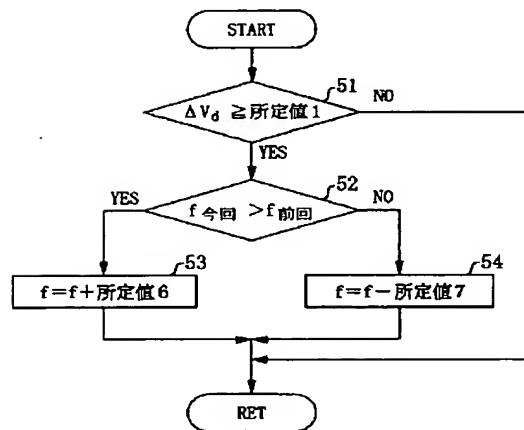 START
51
ΔVd ≧所定値1
NO
YES
52
YES
f今回 >f前回
NO
53
f=f+所定値6
54
f=f-所定値7
RET